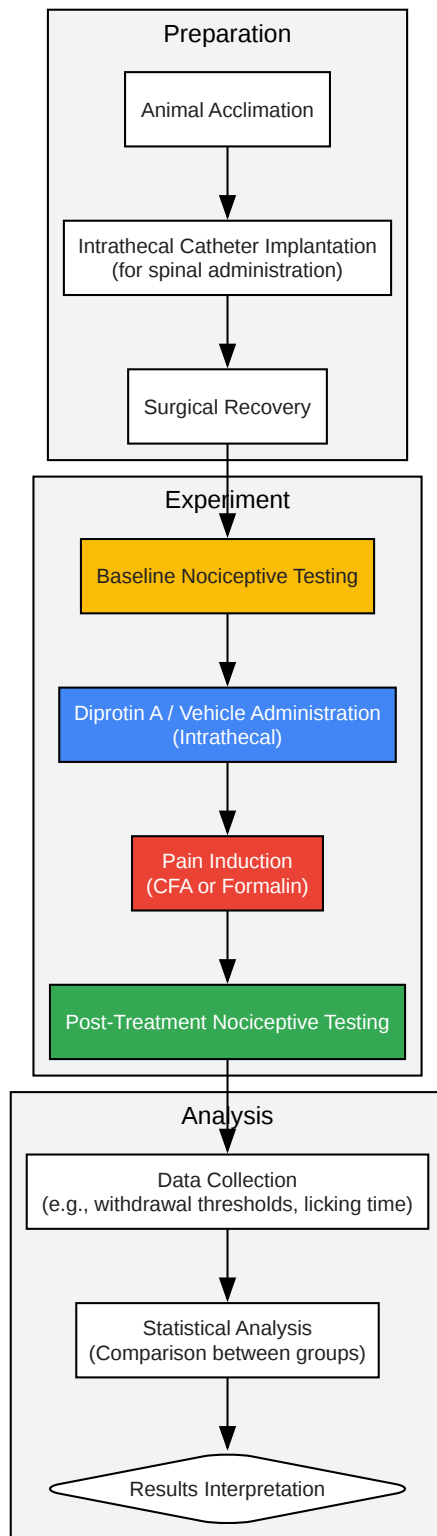 Preparation
Animal Acclimation
Intrathecal Catheter Implantation
(for spinal administration)
Surgical Recovery
Experiment
Baseline Nociceptive Testing
Diprotin A / Vehicle Administration
(Intrathecal)
Pain Induction
(CFA or Formalin)
Post-Treatment Nociceptive Testing
Analysis
Data Collection
(e.g., withdrawal thresholds, licking time)
Statistical Analysis
(Comparison between groups)
Results Interpretation